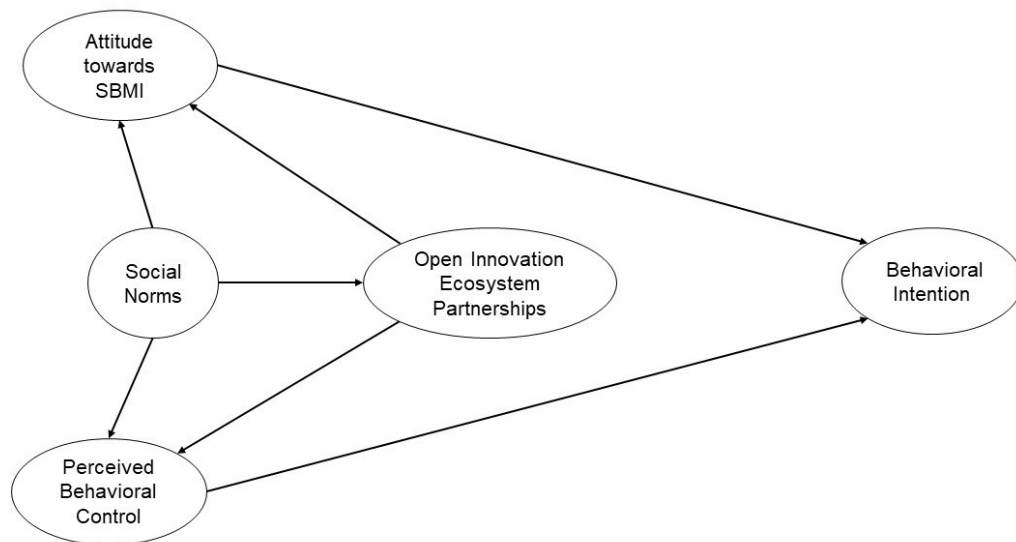 Attitude
towards
SBMI
Social
Norms
Open Innovation
Ecosystem
Partnerships
Behavioral
Intention
Perceived
Behavioral
Control